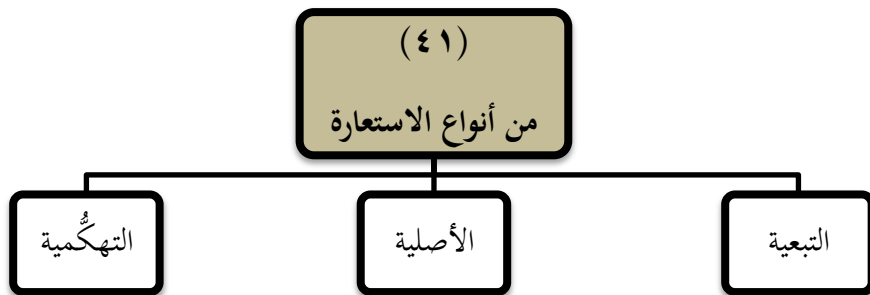 (٤١)
من أنواع الاستعارة
التبعية
الأصلية
التهكُّمية